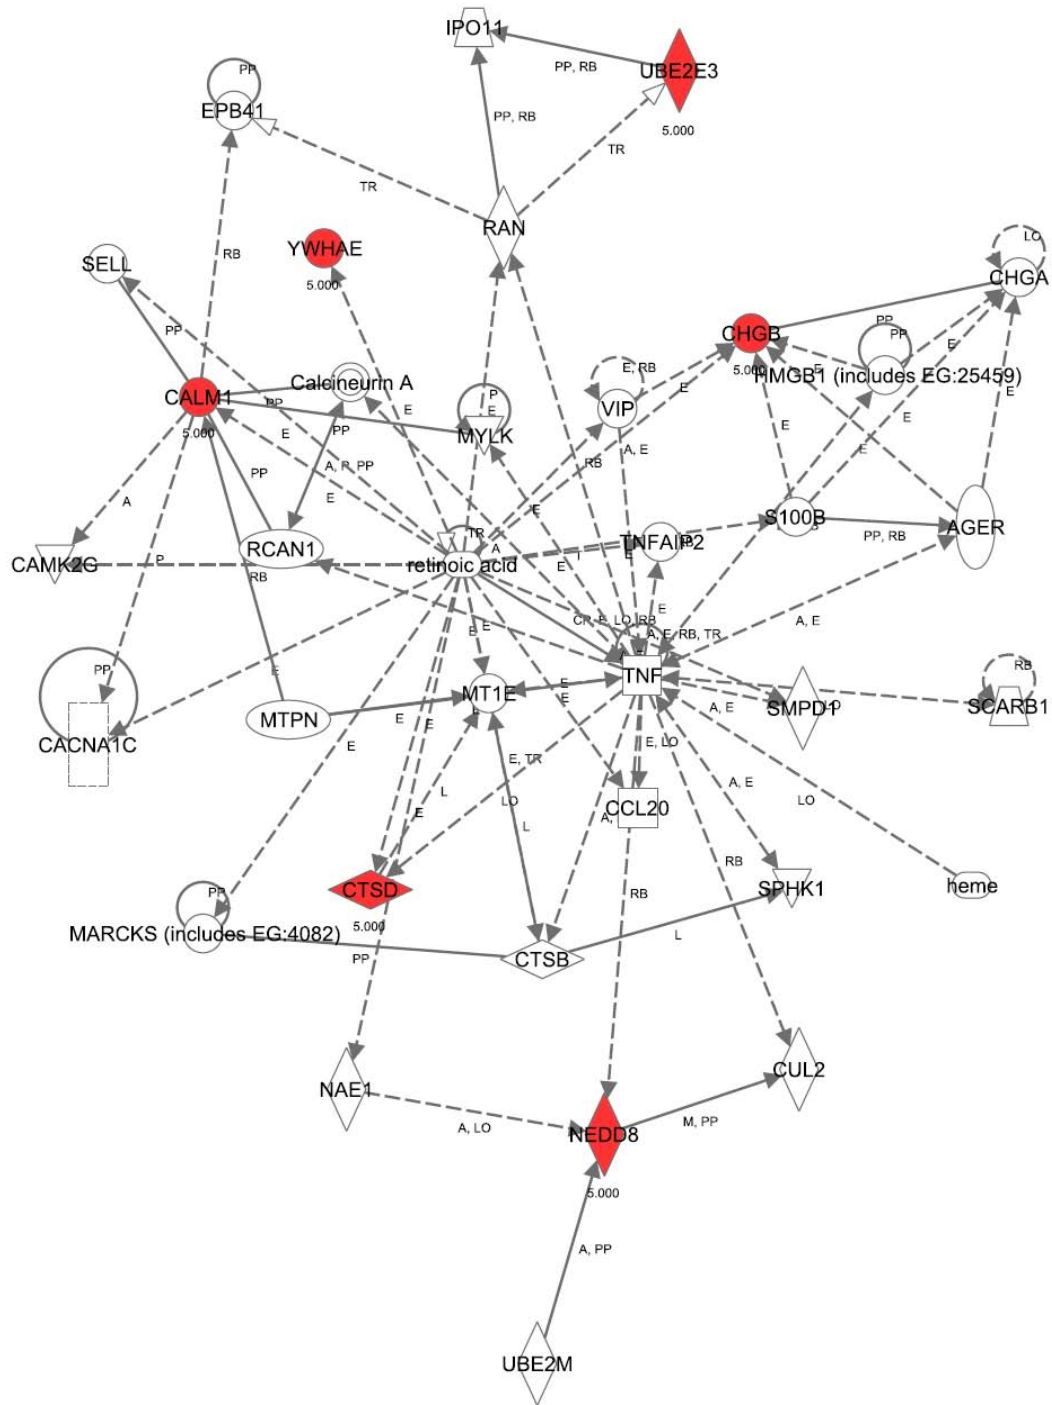 IPO11
PP, RB
UBE2E3
5.000
PP
EPB41
PP, RB
TR
TR
RAN
YWHAE
5.000
SELL
RB
LO
CHGA
PP
CHGB
5.000
PP
PP
E
E
HMGB1 (includes EG:25459)
E, RB
VIP
E
E
Calcineurin A
CALM1
5.000
PP
PP
P
E
MYLK
E
E
A, E
E
E
E
PP
A, P, PP
E
RB
A
E
S100B
PP, RB
AGER
RCAN1
TR
A
retinoic acid
TNFAIP2
CAMK2G
P
RB
E
I
E
E
CP, E, LO, RB
A, E, RB, TR
A, E
E
E
TNF
RB
PP
E
MT1E
E
E
A, E
SMPD1
SCARB1
MTPN
E
E
CACNA1C
E
E, TR
E, LO
A, E
LO
L
LO
CCL20
E
L
A,
RB
CTSD
5.000
RB
SPHK1
heme
PP
MARCKS (includes EG:4082)
L
PP
CTSB
NAE1
CUL2
A, LO
NEDD8
5.000
M, PP
A, PP
UBE2M